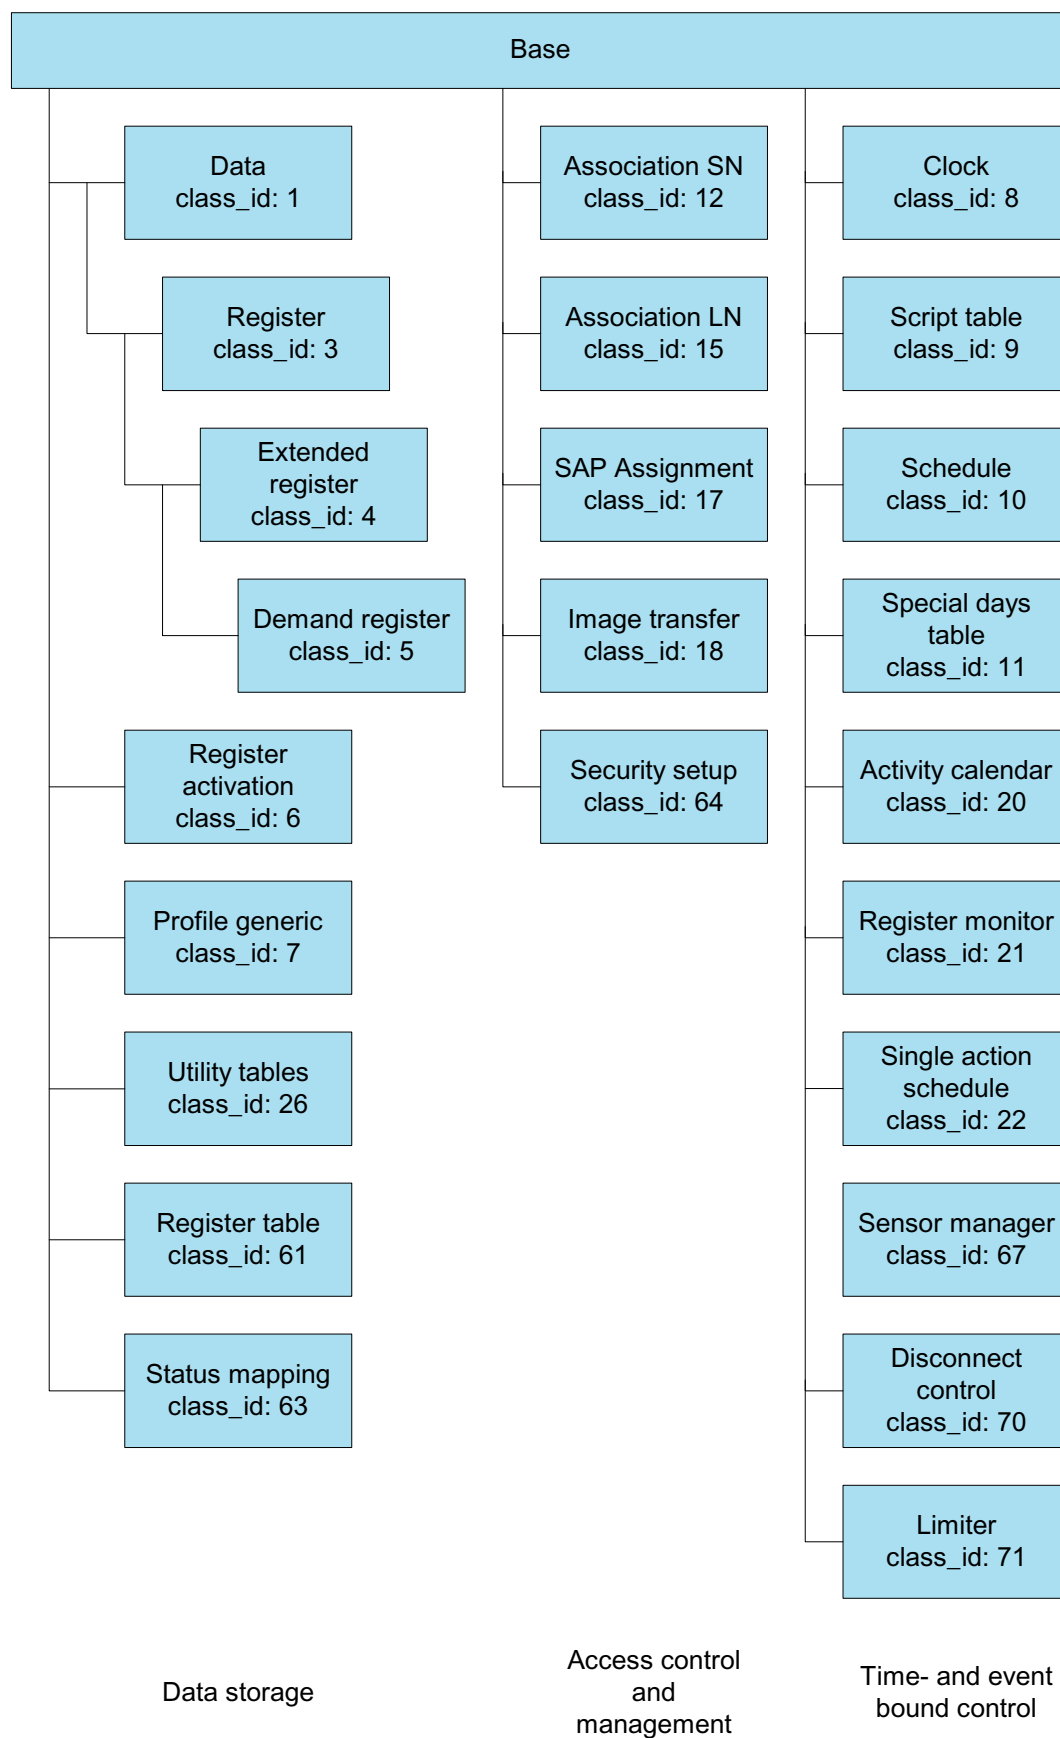 Base
Data
class_id: 1
Register
class_id: 3
Extended
register
class_id: 4
Demand register
class_id: 5
Register
activation
class_id: 6
Profile generic
class_id: 7
Utility tables
class_id: 26
Register table
class_id: 61
Status mapping
class_id: 63
Data storage
Association SN
class_id: 12
Association LN
class_id: 15
SAP Assignment
class_id: 17
Image transfer
class_id: 18
Security setup
class_id: 64
Access control
and
management
Clock
class_id: 8
Script table
class_id: 9
Schedule
class_id: 10
Special days
table
class_id: 11
Activity calendar
class_id: 20
Register monitor
class_id: 21
Single action
schedule
class_id: 22
Sensor manager
class_id: 67
Disconnect
control
class_id: 70
Limiter
class_id: 71
Time- and event
bound control